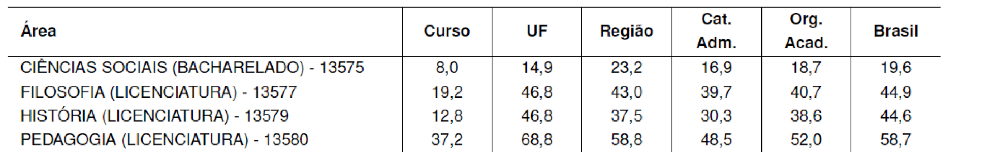 Área Curso UF Região Cat. Adm. Org. Acad. Brasil
CIÊNCIAS SOCIAIS (BACHARELADO) - 13575 8,0 14,9 23,2 16,9 18,7 19,6
FILOSOFIA (LICENCIATURA) - 13577 19,2 46,8 43,0 39,7 40,7 44,9
HISTÓRIA (LICENCIATURA) - 13579 12,8 46,8 37,5 30,3 38,6 44,6
PEDAGOGIA (LICENCIATURA) - 13580 37,2 68,8 58,8 48,5 52,0 58,7